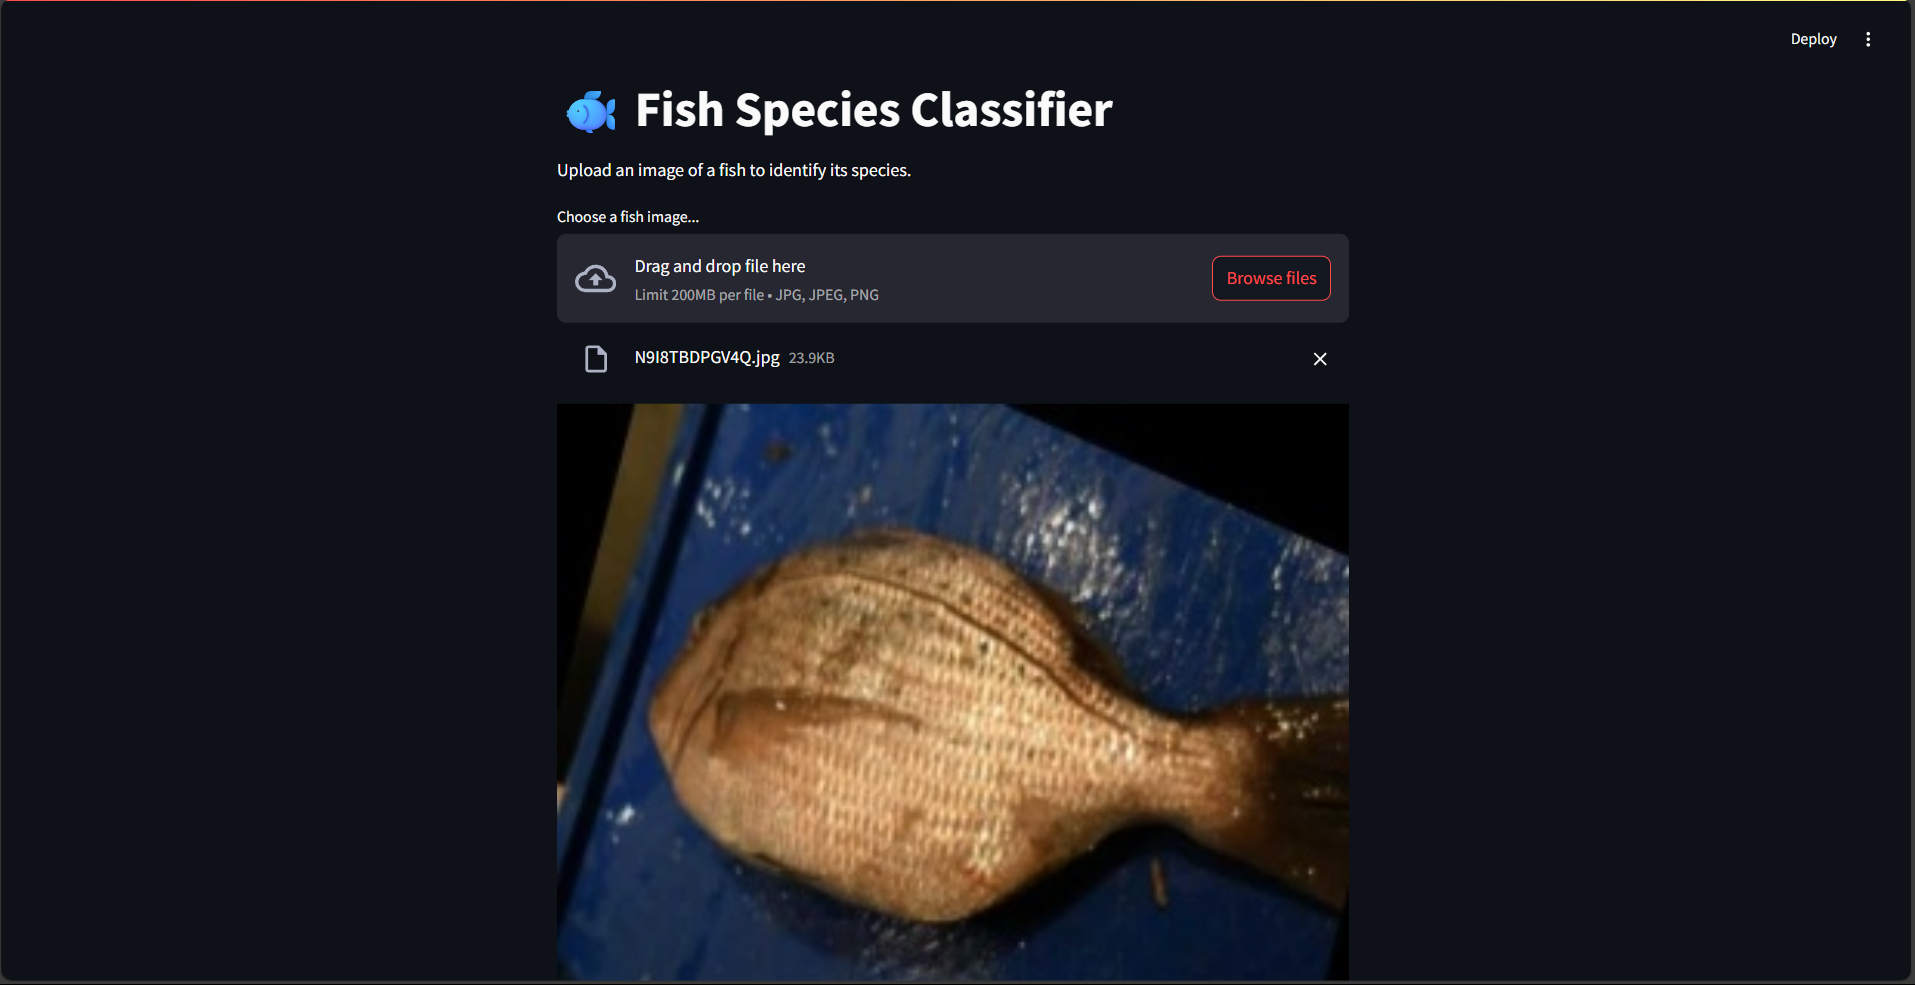 Deploy
Fish Species Classifier
Upload an image of a fish to identify its species.
Choose a fish image...
Drag and drop file here
Limit 200MB per file • JPG, JPEG, PNG
Browse files
N9I8TBDPGV4Q.jpg 23.9KB